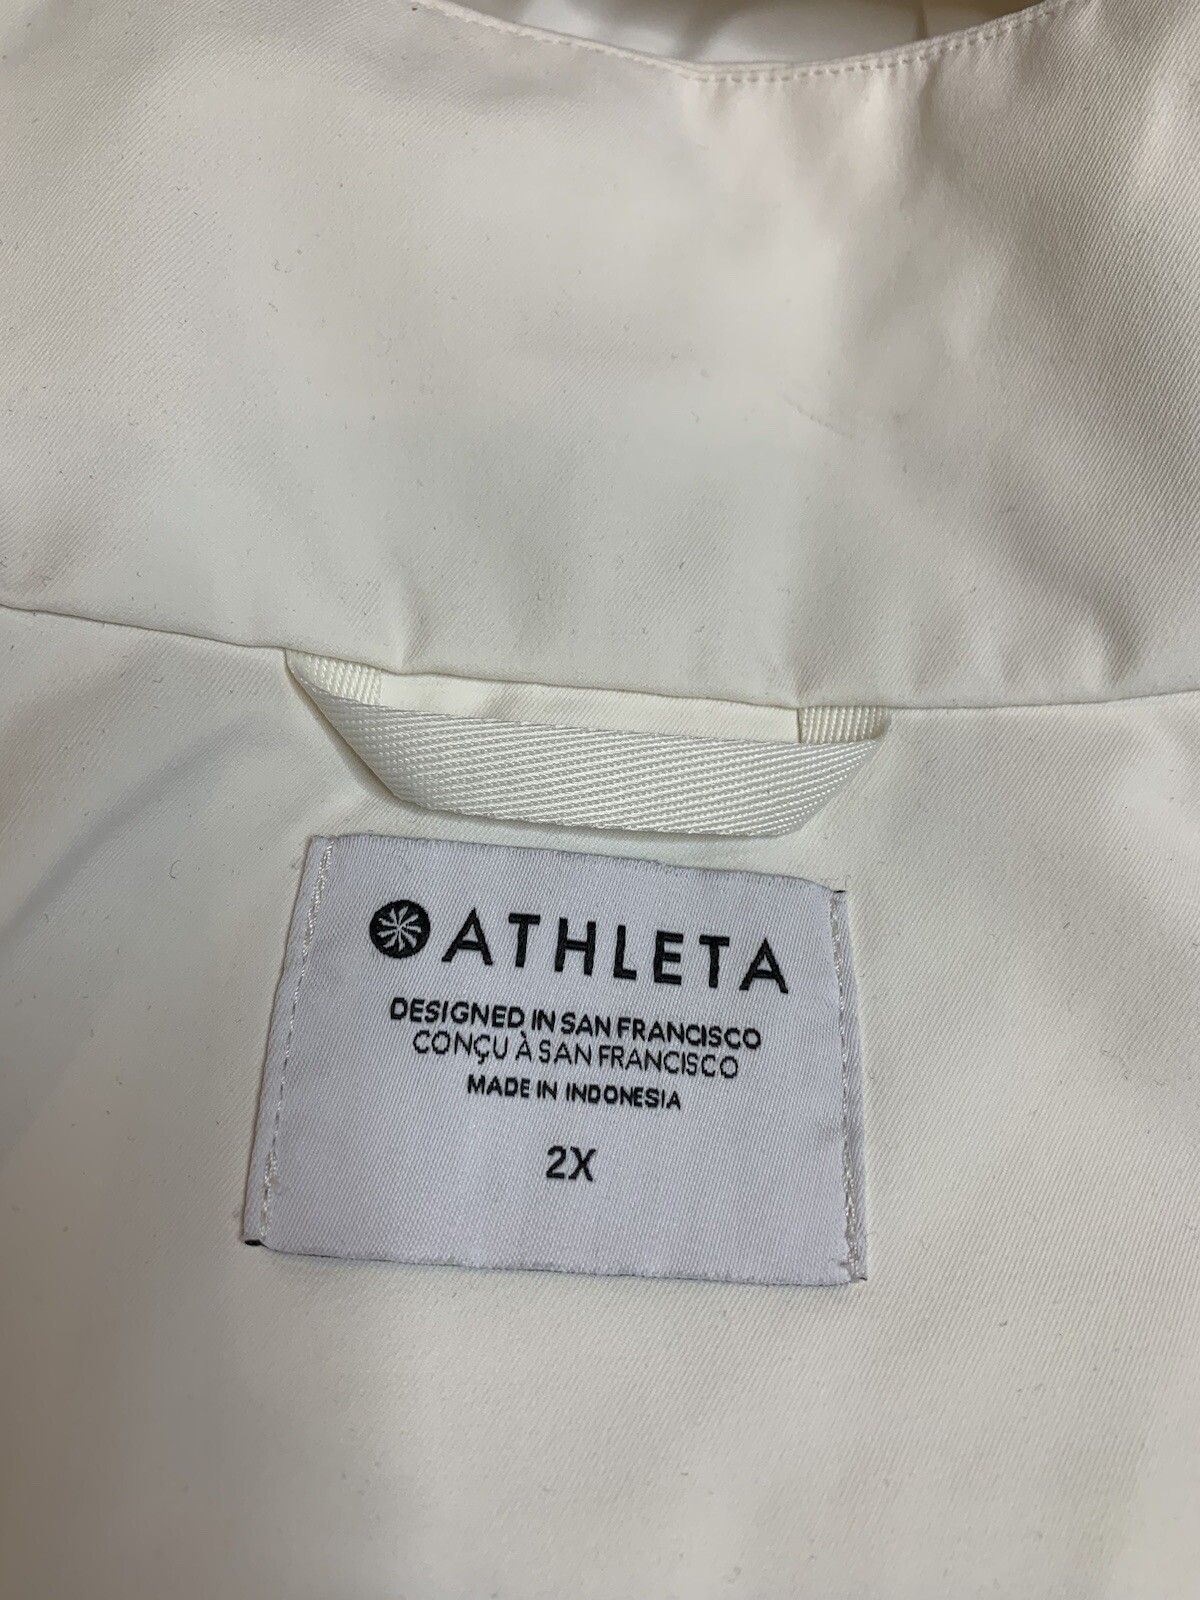 ATHLETA
DESIGNED IN SAN FRANCISCO
CONÇU À SAN FRANCISCO
MADE IN INDONESIA
2X